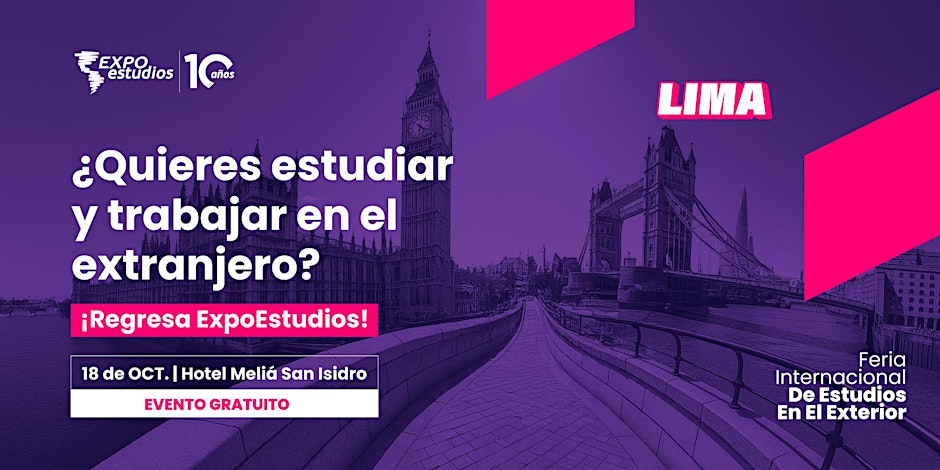 EXPO
estudios
10 años
LIMA
¿Quieres estudiar
y trabajar en el
extranjero?
¡Regresa ExpoEstudios!
18 de OCT. | Hotel Meliá San Isidro
EVENTO GRATUITO
Feria
Internacional
De Estudios
En El Exterior